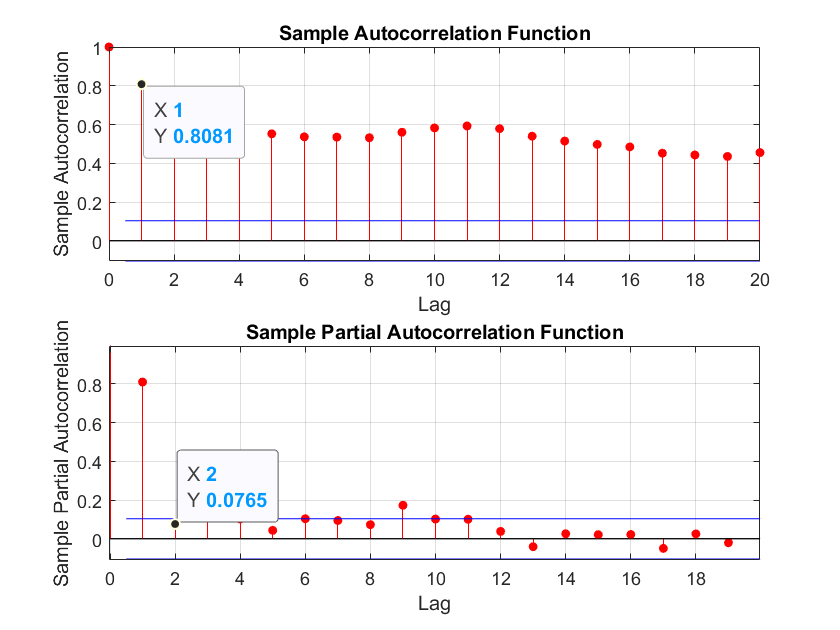 Sample Autocorrelation Function
Sample Autocorrelation
1
0.8
0.6
0.4
0.2
0
X 1
Y 0.8081
0 2 4 6 8 10 12 14 16 18 20
Lag
Sample Partial Autocorrelation Function
Sample Partial Autocorrelation
0.8
0.6
0.4
0.2
0
X 2
Y 0.0765
0 2 4 6 8 10 12 14 16 18
Lag